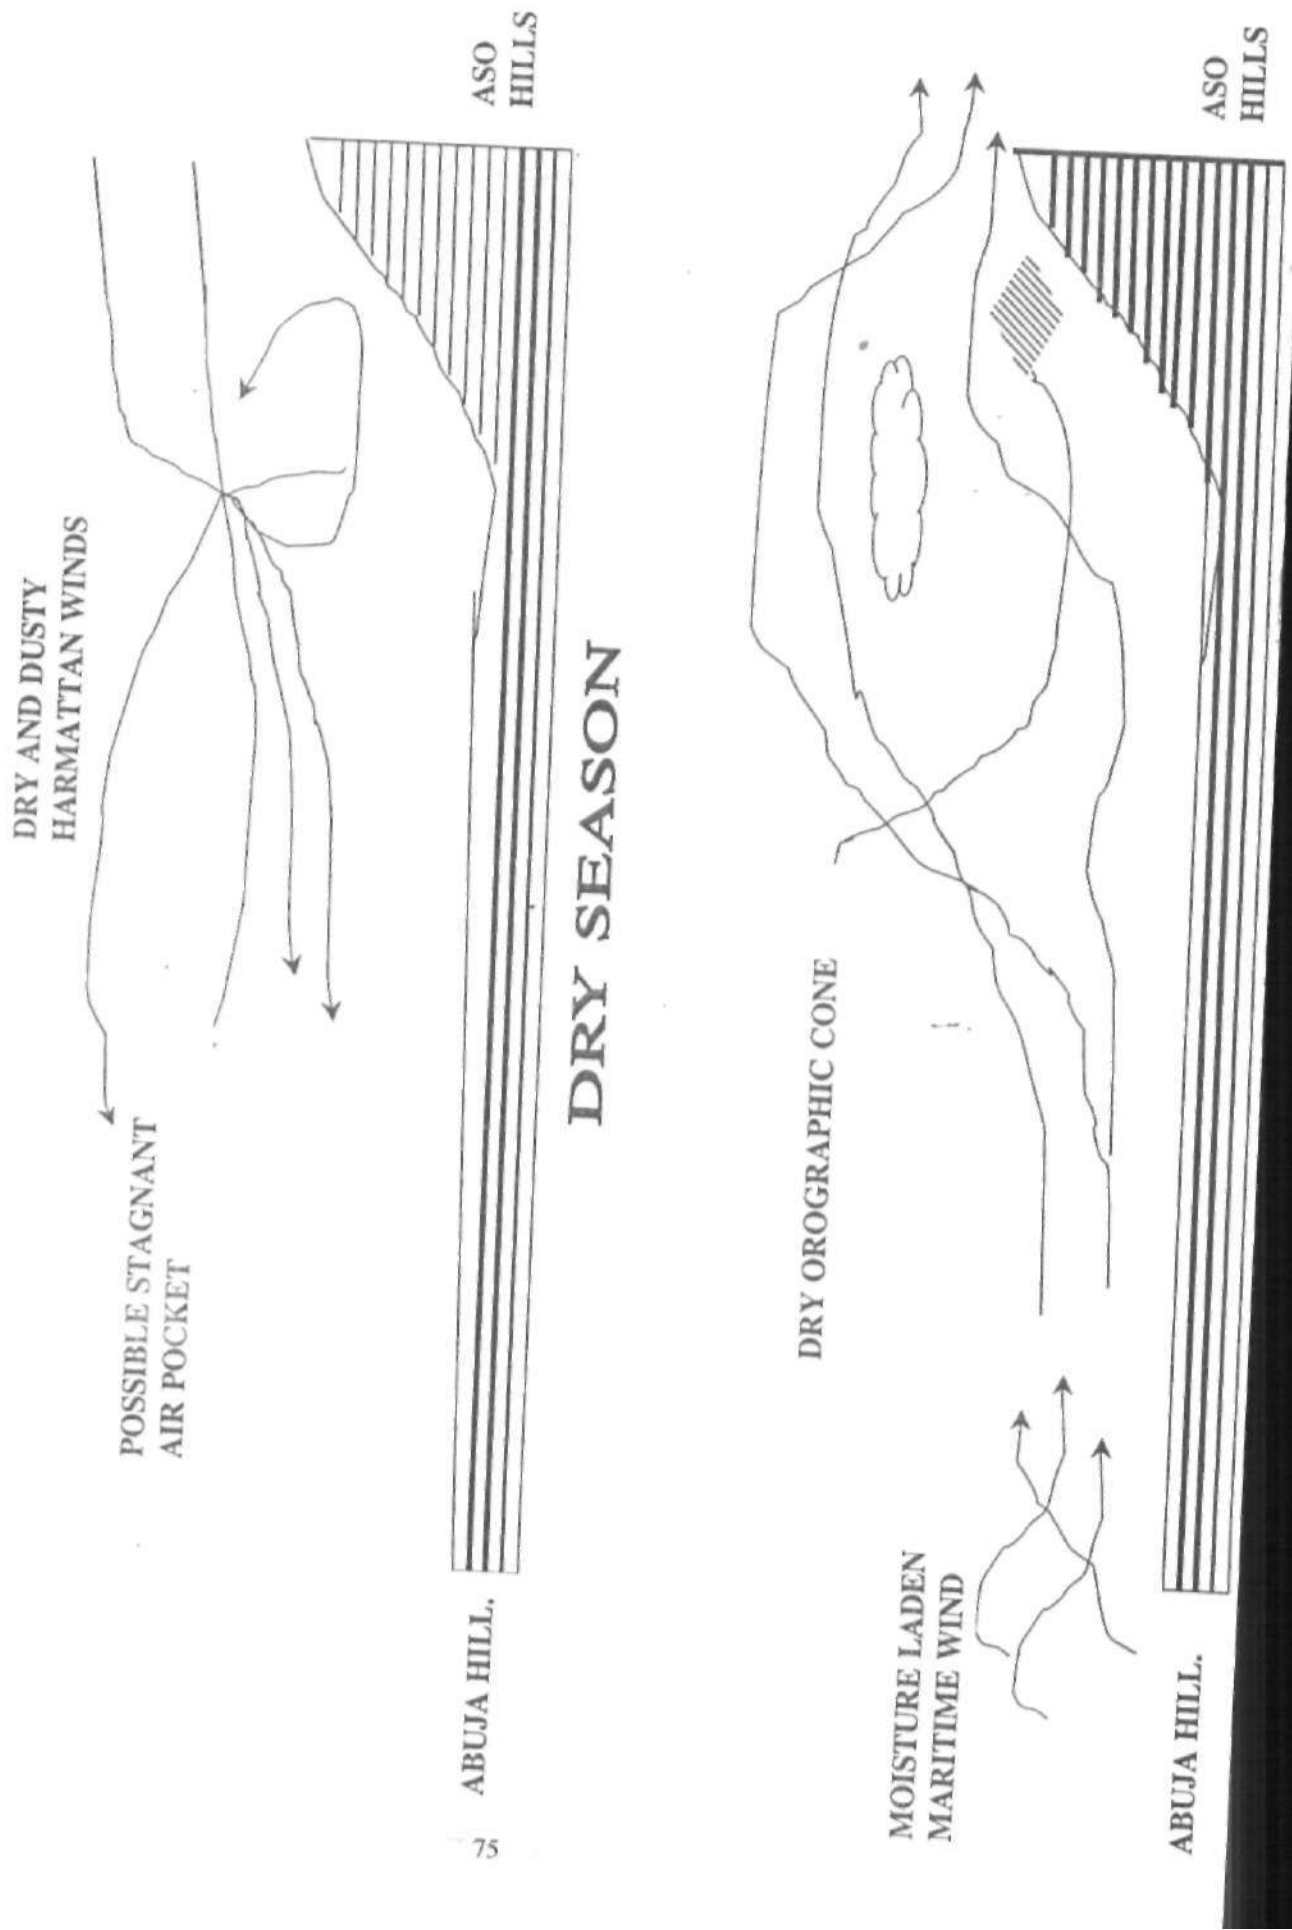 DRY AND DUSTY
HARMATTAN WINDS
POSSIBLE STAGNANT
AIR POCKET
ASO
HILLS
ABUJA HILL.
DRY SEASON
DRY OROGRAPHIC CONE
MOISTURE LADEN
MARITIME WIND
ASO
HILLS
ABUJA HILL.
75